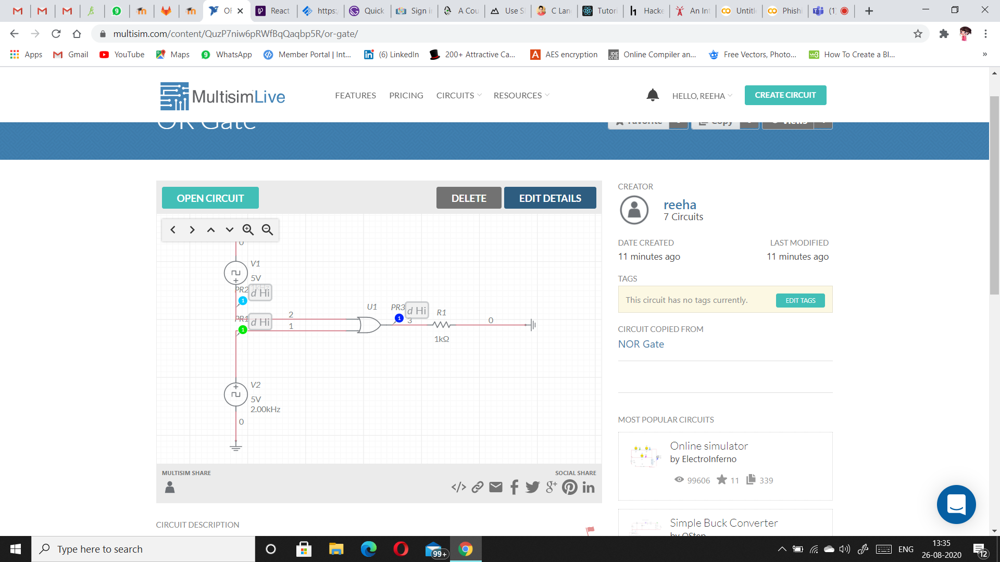 OF
React
https:/
Quick
Sign i
A Cou
Use S
C Lan
Tutori
Hacke
An Int
Untitl
Phishi
(1)
multisim.com/content/QuzP7niw6pRWfBqQaqbp5R/or-gate/
Apps
Gmail
YouTube
Maps
WhatsApp
Member Portal | Int...
(6) LinkedIn
200+ Attractive Ca...
AES encryption
Online Compiler an...
Free Vectors, Photo...
How To Create a Bl...
»
MultisimLive
FEATURES
PRICING
CIRCUITS
RESOURCES
HELLO, REEHA
CREATE CIRCUIT
OR Gate
Favorite
Copy
Views
OPEN CIRCUIT
DELETE
EDIT DETAILS
0
V1
5V
1kHz
PR2
d Hi
1
PR1
d Hi
1
2
1
U1
PR3
d Hi
1
3
R1
1kΩ
0
V2
5V
2.00kHz
0
MULTISIM SHARE
SOCIAL SHARE
CIRCUIT DESCRIPTION
CREATOR
reeha
7 Circuits
DATE CREATED
LAST MODIFIED
11 minutes ago
11 minutes ago
TAGS
This circuit has no tags currently.
EDIT TAGS
CIRCUIT COPIED FROM
NOR Gate
MOST POPULAR CIRCUITS
Online simulator
by ElectroInferno
99606
11
339
Simple Buck Converter
by QStep
Type here to search
99+
ENG
13:35
26-08-2020
12